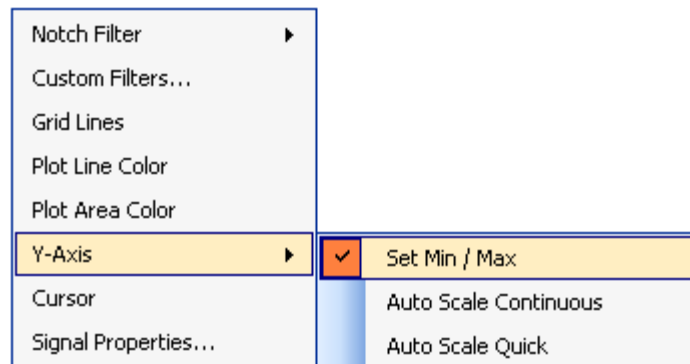 Notch Filter
Custom Filters...
Grid Lines
Plot Line Color
Plot Area Color
Y-Axis
Set Min / Max
Cursor
Auto Scale Continuous
Signal Properties...
Auto Scale Quick